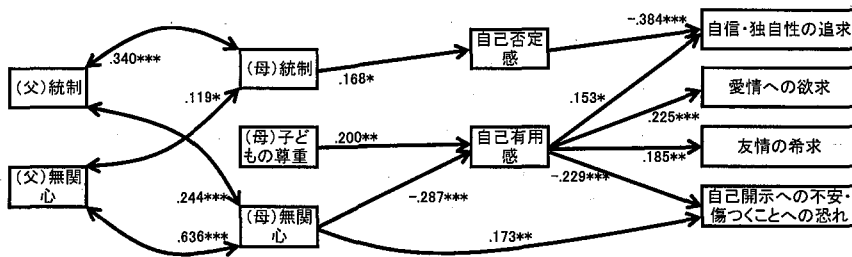 -.384***
自己否定
感
自信・独自性の追求
.340***
(母)統制
.168*
(父)統制
.119*
.153*
愛情への欲求
.225***
(母)子ど
もの尊重
.200**
自己有用
感
友情の希求
.185**
(父)無関
心
-.229***
.244***
-.287***
自己開示への不安・
傷つくことへの恐れ
(母)無関
心
.636***
.173**